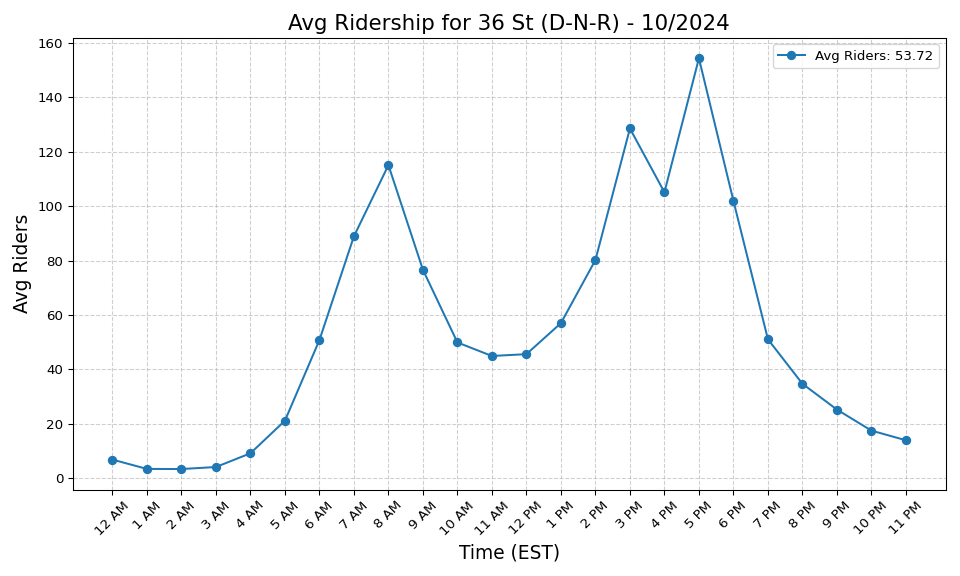 Avg Ridership for 36 St (D-N-R) - 10/2024
Avg Riders: 53.72
160
140
120
100
80
60
40
20
0
Avg Riders
12 AM 1 AM 2 AM 3 AM 4 AM 5 AM 6 AM 7 AM 8 AM 9 AM 10 AM 11 AM 12 PM 1 PM 2 PM 3 PM 4 PM 5 PM 6 PM 7 PM 8 PM 9 PM 10 PM 11 PM
Time (EST)